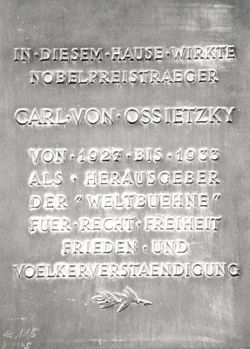 IN · DIESEM · HAUSE · WIRKTE
NOBELPREISTRAEGER
CARL · VON · OSSIETZKY
VON · 1927 · BIS · 1933
ALS · HERAUSGEBER
DER "WELTBUEHNE"
FUER · RECHT · FREIHEIT
FRIEDEN · UND
VOELKERVERSTAENDIGUNG